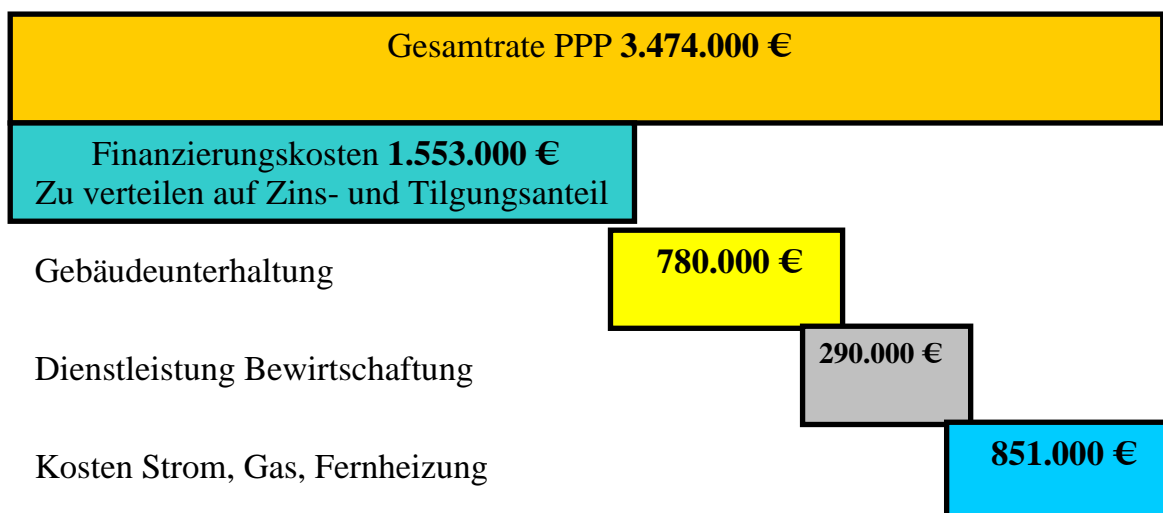 Gesamtrate PPP 3.474.000 €
Finanzierungskosten 1.553.000 €
Zu verteilen auf Zins- und Tilgungsanteil
Gebäudeunterhaltung 780.000 €
Dienstleistung Bewirtschaftung 290.000 €
Kosten Strom, Gas, Fernheizung 851.000 €